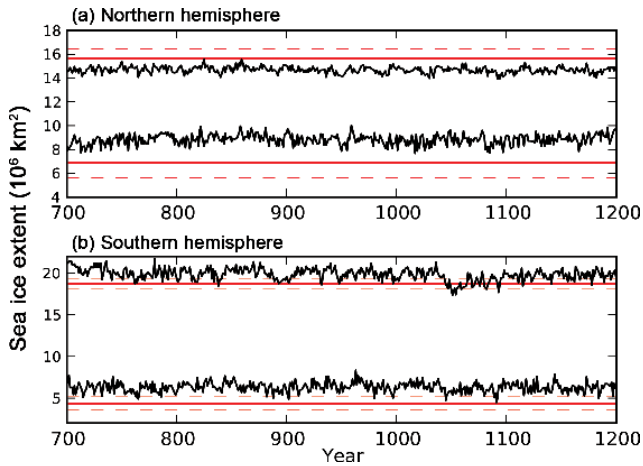 (a) Northern hemisphere
18
16
14
12
10
8
6
4
700 800 900 1000 1100 1200
Sea ice extent (10⁶ km²)
(b) Southern hemisphere
20
15
10
5
700 800 900 1000 1100 1200
Year